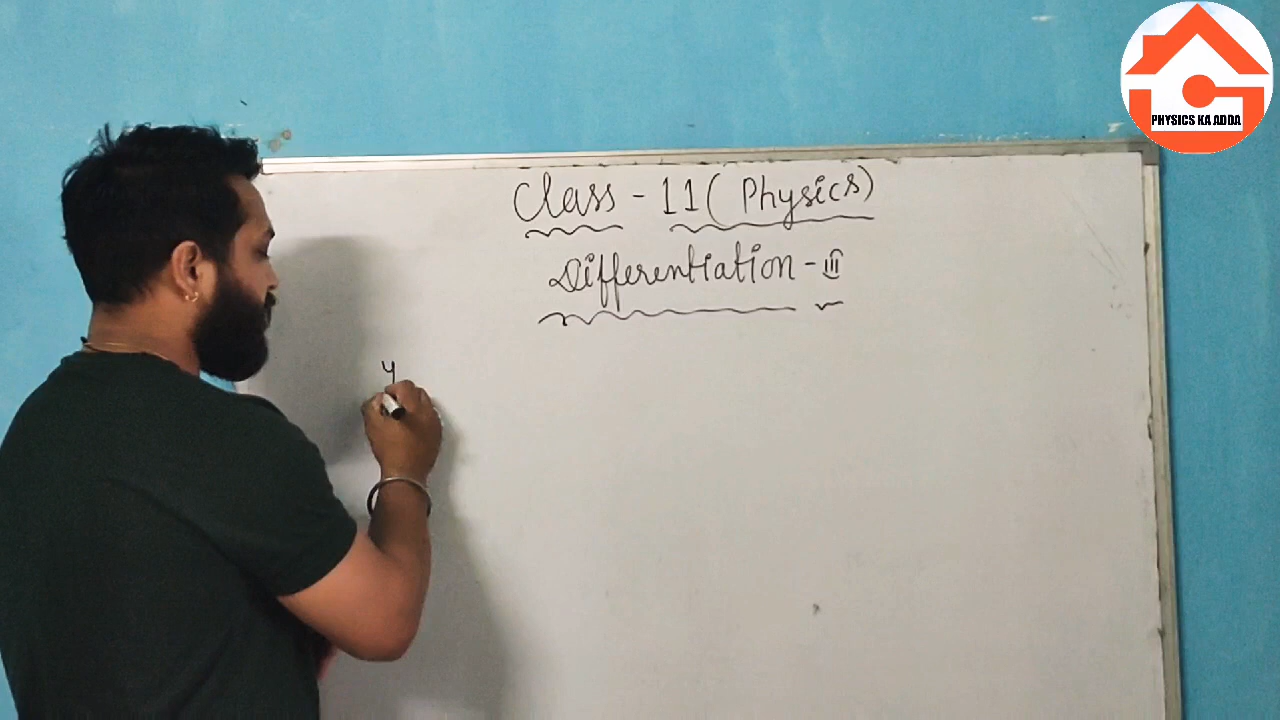 PHYSICS KA ADDA
Class - 11 ( Physics)
Differentiation - III
y